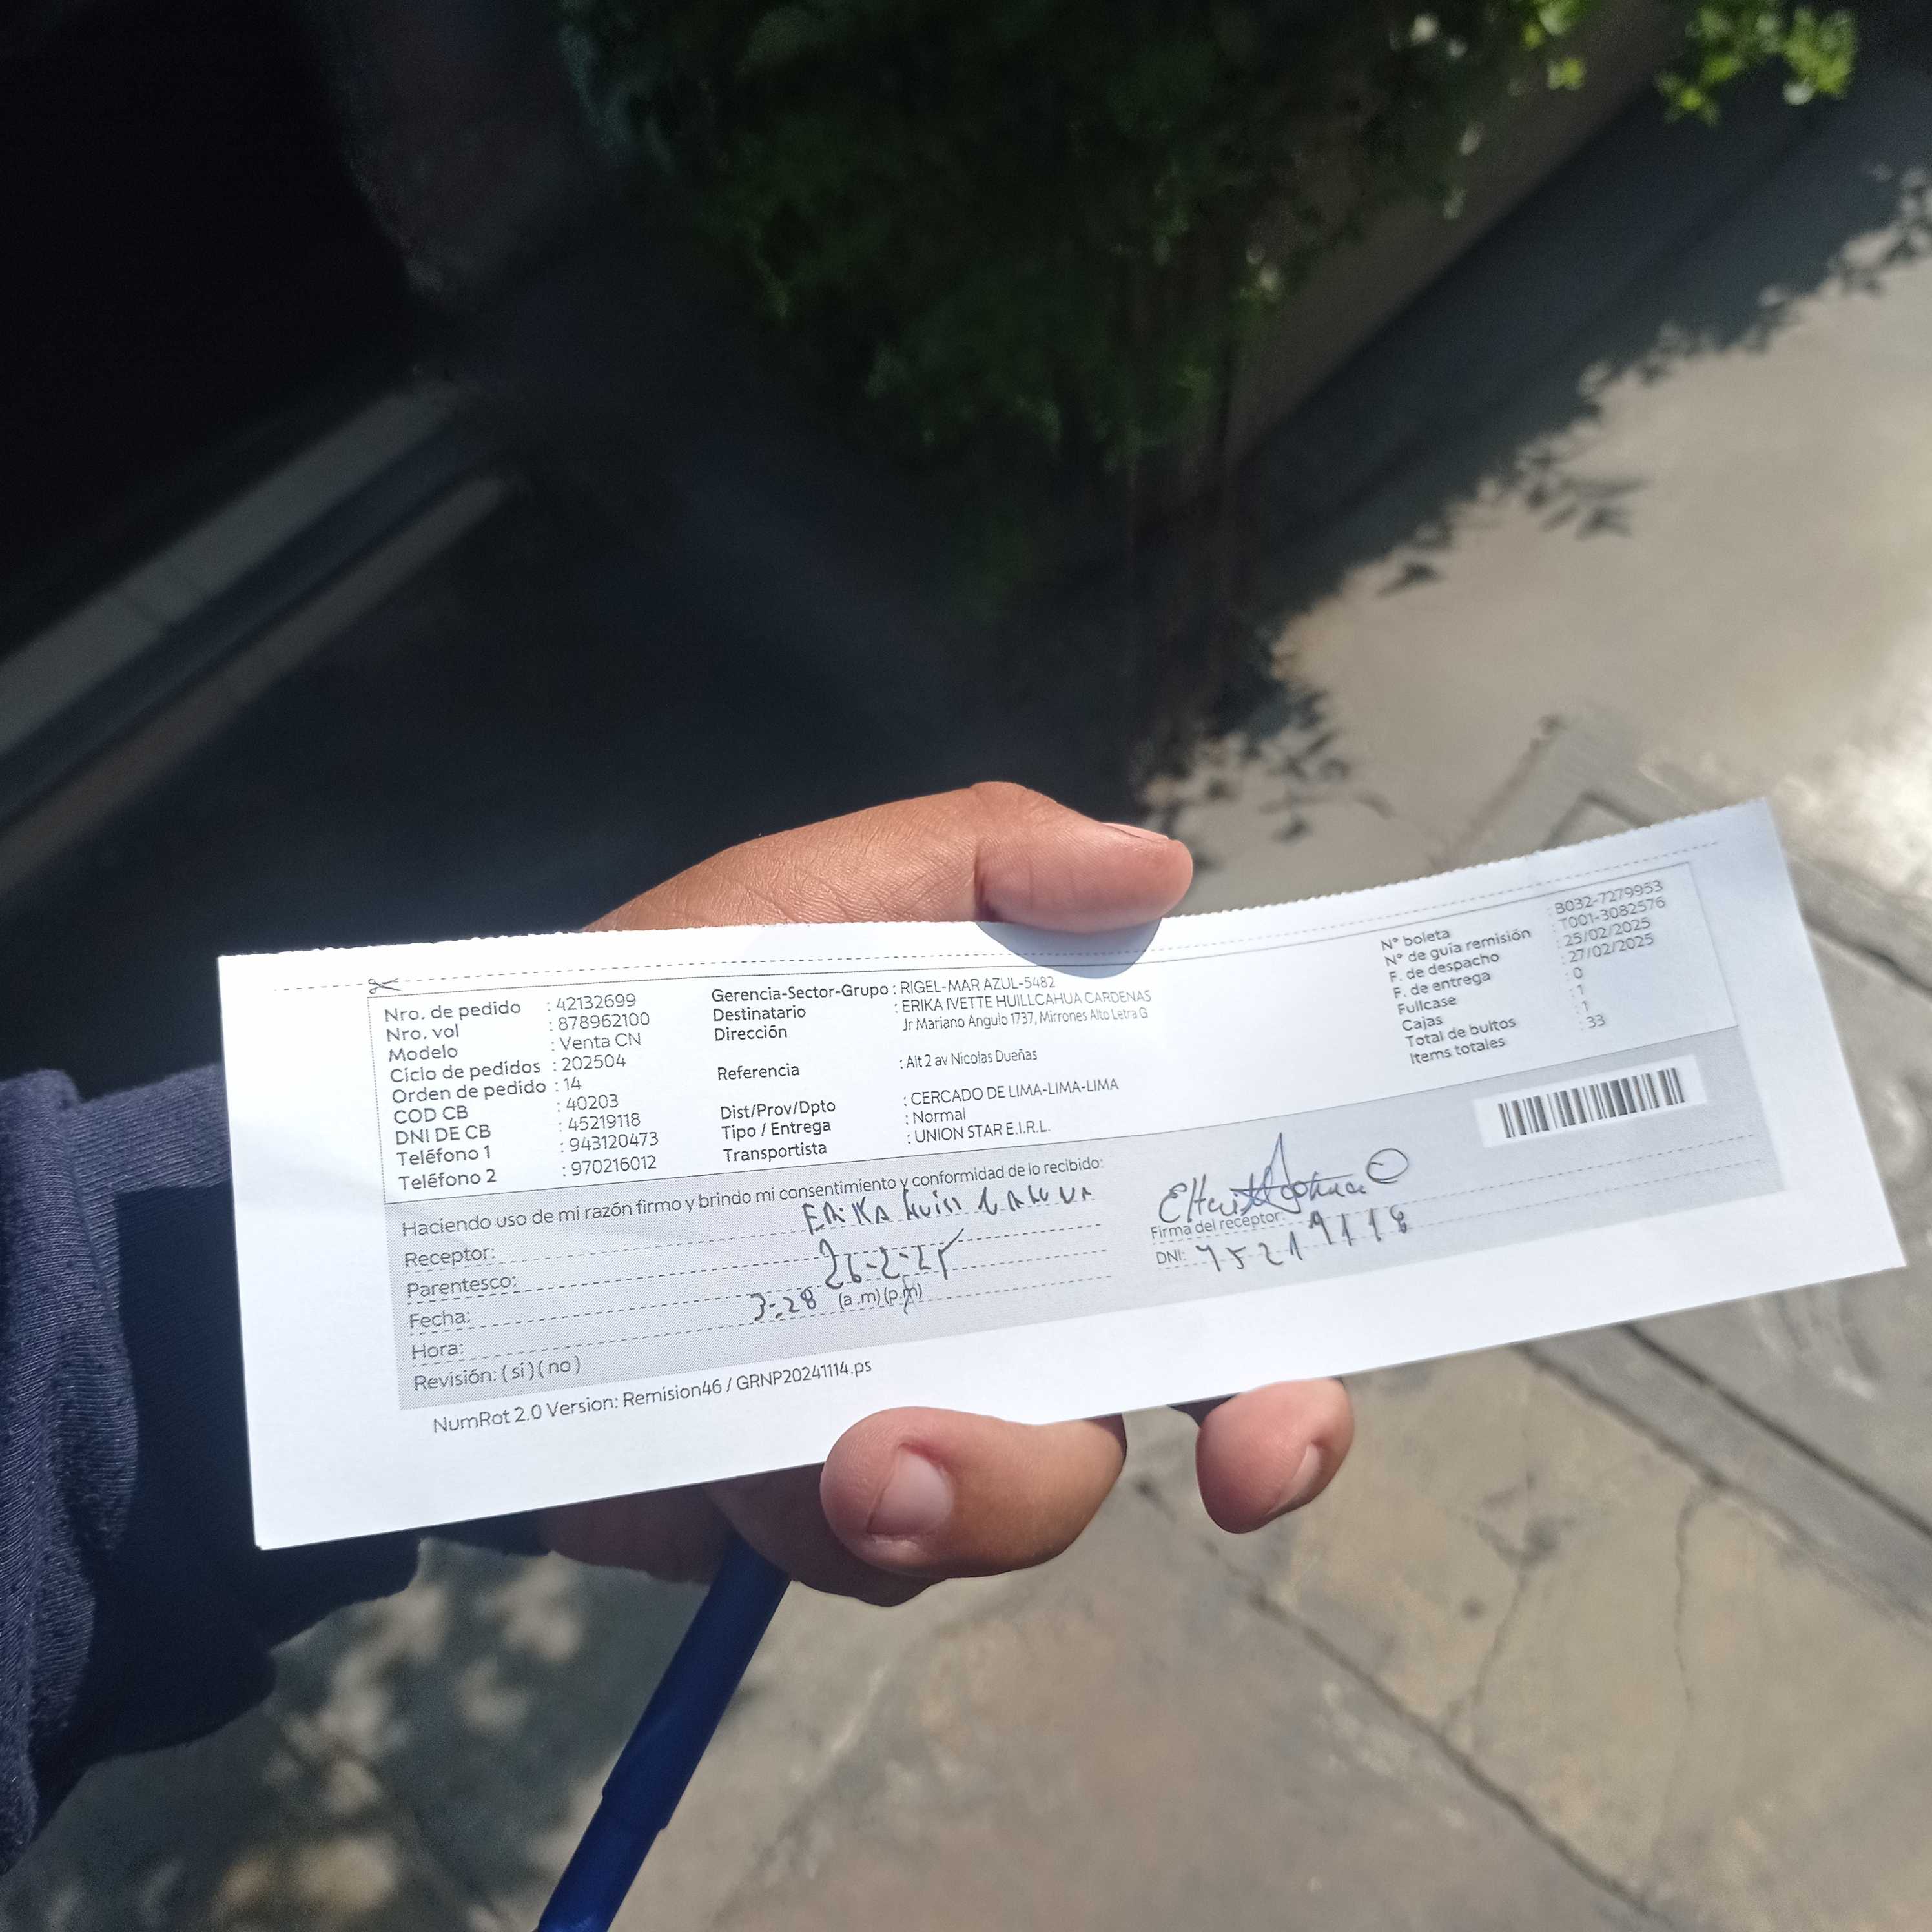 Nro. de pedido : 42132699
Nro. vol : 878962100
Modelo : Venta CN
Ciclo de pedidos : 202504
Orden de pedido : 14
COD CB : 40203
DNI DE CB : 45219118
Teléfono 1 : 943120473
Teléfono 2 : 970216012
Gerencia-Sector-Grupo : RIGEL-MAR AZUL-5482
Destinatario : ERIKA IVETTE HUILLCAHUA CARDENAS
Dirección Jr Mariano Angulo 1737, Mirrones Alto Letra G
Referencia : Alt 2 av Nicolas Dueñas
Dist/Prov/Dpto : CERCADO DE LIMA-LIMA-LIMA
Tipo / Entrega : Normal
Transportista : UNION STAR E.I.R.L.
N° boleta : B032-7279953
N° de guía remisión : T001-3082576
F. de despacho : 25/02/2025
F. de entrega : 27/02/2025
Fullcase : 0
Cajas : 1
Total de bultos : 1
Items totales : 33
Haciendo uso de mi razón firmo y brindo mi consentimiento y conformidad de lo recibido:
Receptor: ERIKA
Parentesco:
Fecha: 26-2-25
Hora: 3:28 (a.m) (p.m)
Revisión: ( si ) ( no )
Firma del receptor:
DNI: 45219118
NumRot 2.0 Version: Remision46 / GRNP20241114.ps